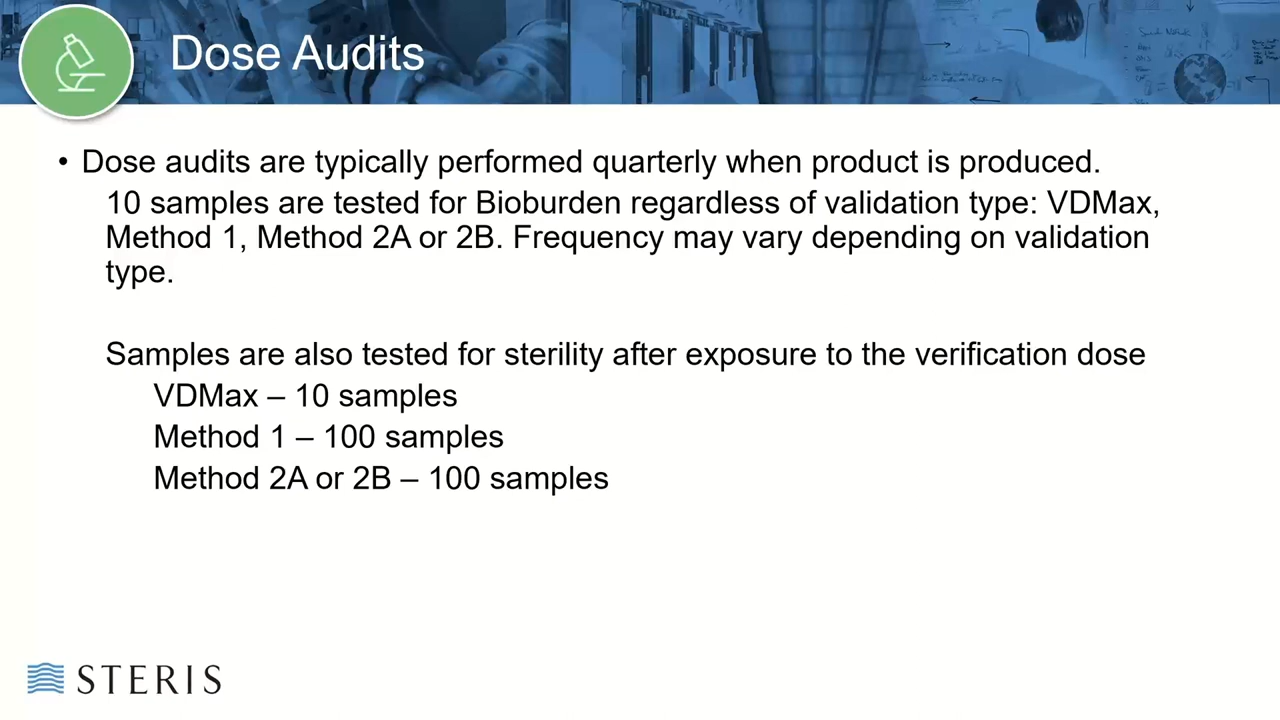 Dose Audits
• Dose audits are typically performed quarterly when product is produced.
10 samples are tested for Bioburden regardless of validation type: VDMax,
Method 1, Method 2A or 2B. Frequency may vary depending on validation
type.
Samples are also tested for sterility after exposure to the verification dose
VDMax – 10 samples
Method 1 – 100 samples
Method 2A or 2B – 100 samples
STERIS